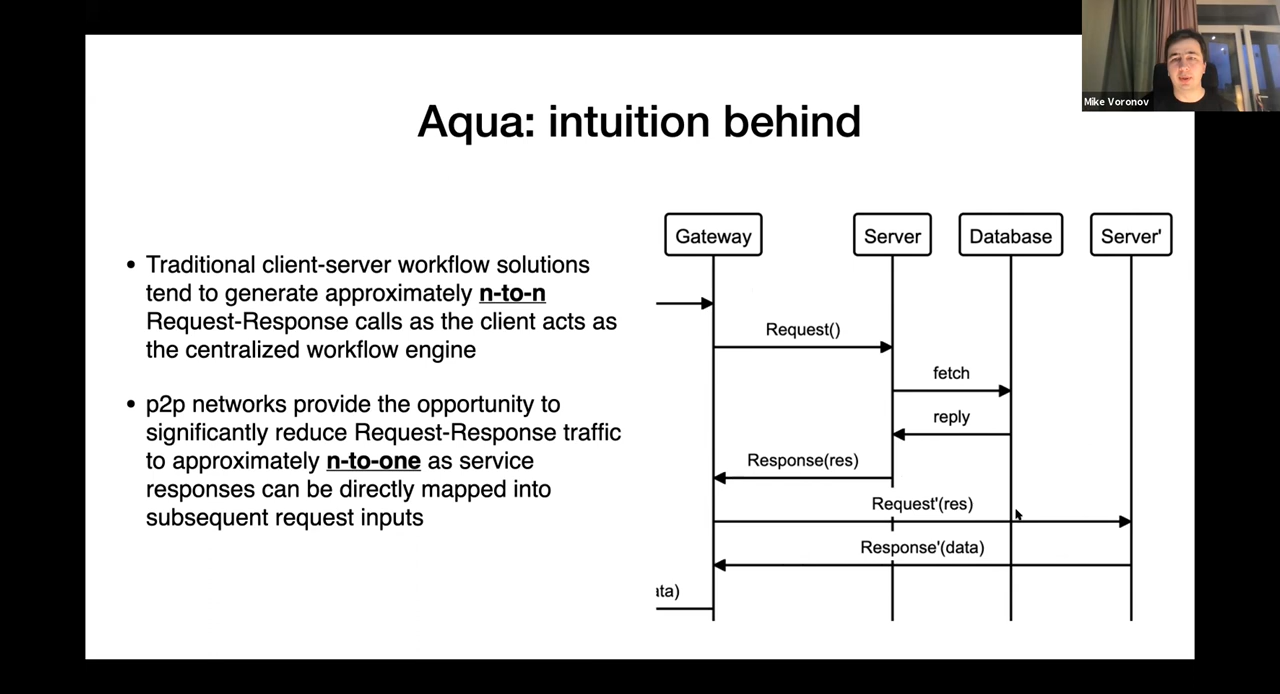 Mike Voronov
Aqua: intuition behind
• Traditional client-server workflow solutions
tend to generate approximately n-to-n
Request-Response calls as the client acts as
the centralized workflow engine
• p2p networks provide the opportunity to
significantly reduce Request-Response traffic
to approximately n-to-one as service
responses can be directly mapped into
subsequent request inputs
Gateway
Server
Database
Server'
Request()
fetch
reply
Response(res)
Request'(res)
Response'(data)
ata)